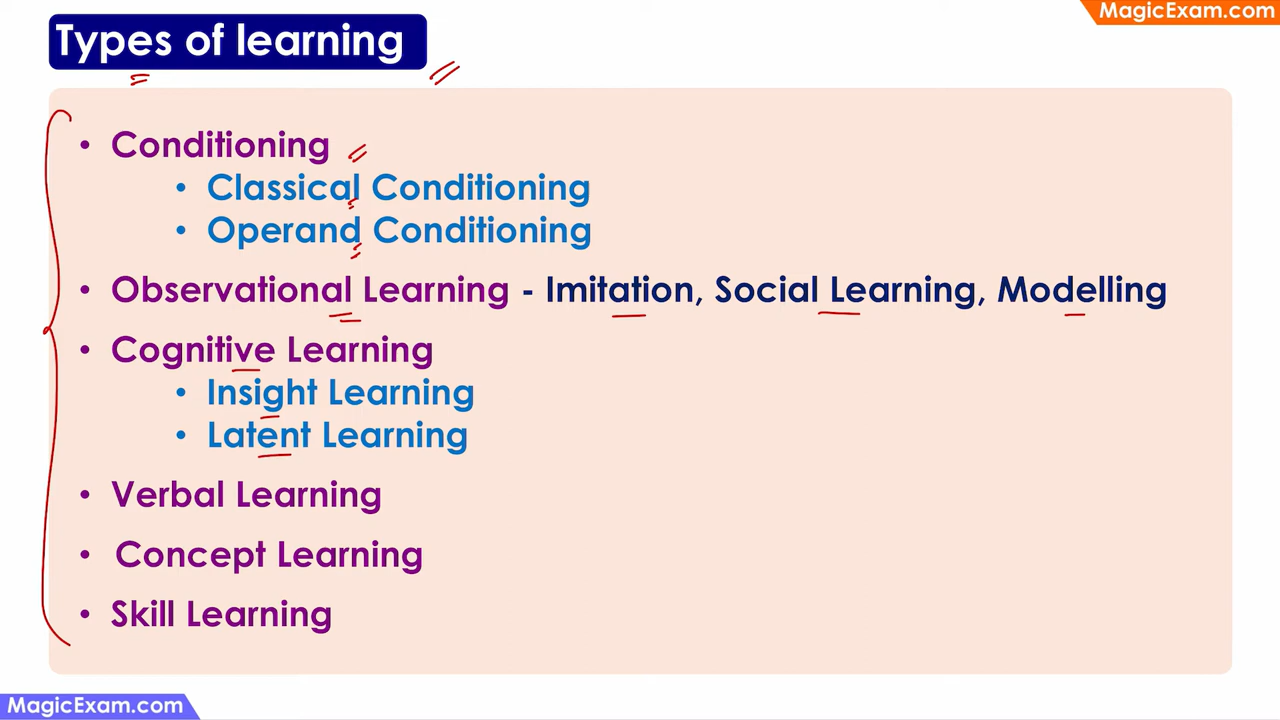 MagicExam.com
Types of learning
• Conditioning
• Classical Conditioning
• Operand Conditioning
• Observational Learning - Imitation, Social Learning, Modelling
• Cognitive Learning
• Insight Learning
• Latent Learning
• Verbal Learning
• Concept Learning
• Skill Learning
MagicExam.com